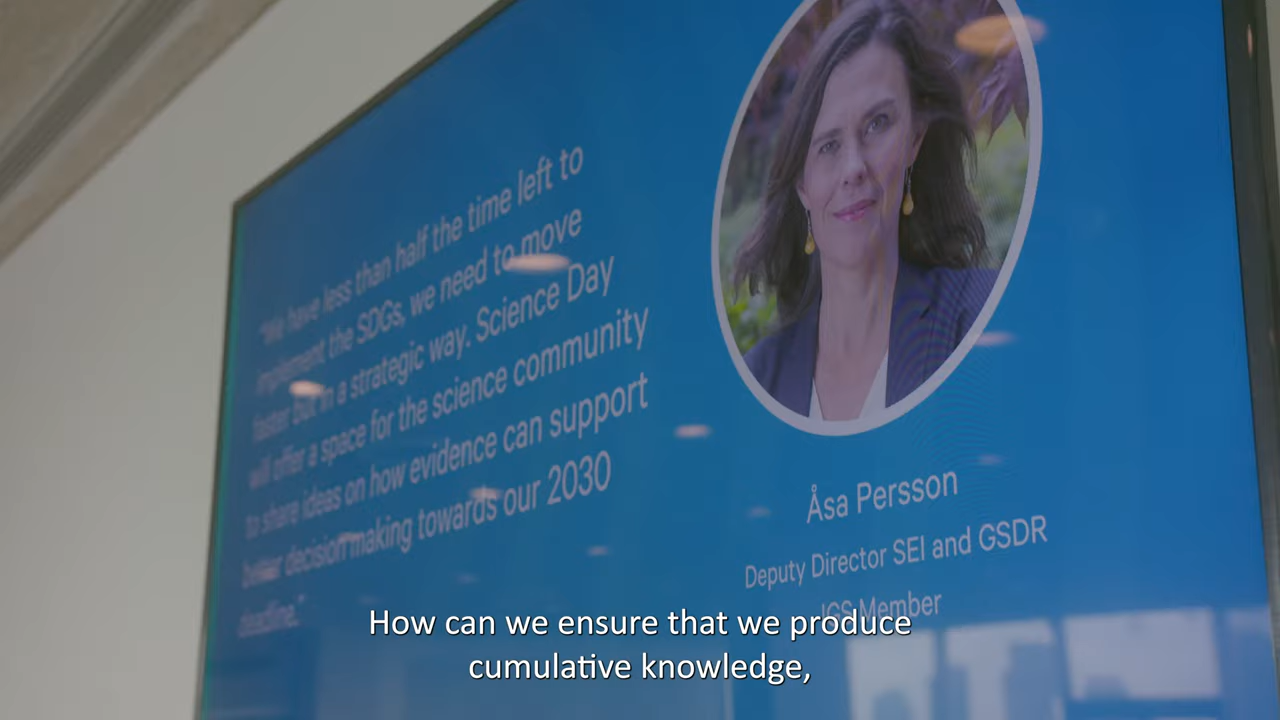 "We have less than half the time left to
implement the SDGs, we need to move
faster but in a strategic way. Science Day
will offer a space for the science community
to share ideas on how evidence can support
better decision making towards our 2030
deadline."
Åsa Persson
Deputy Director SEI and GSDR
IGS Member
How can we ensure that we produce
cumulative knowledge,